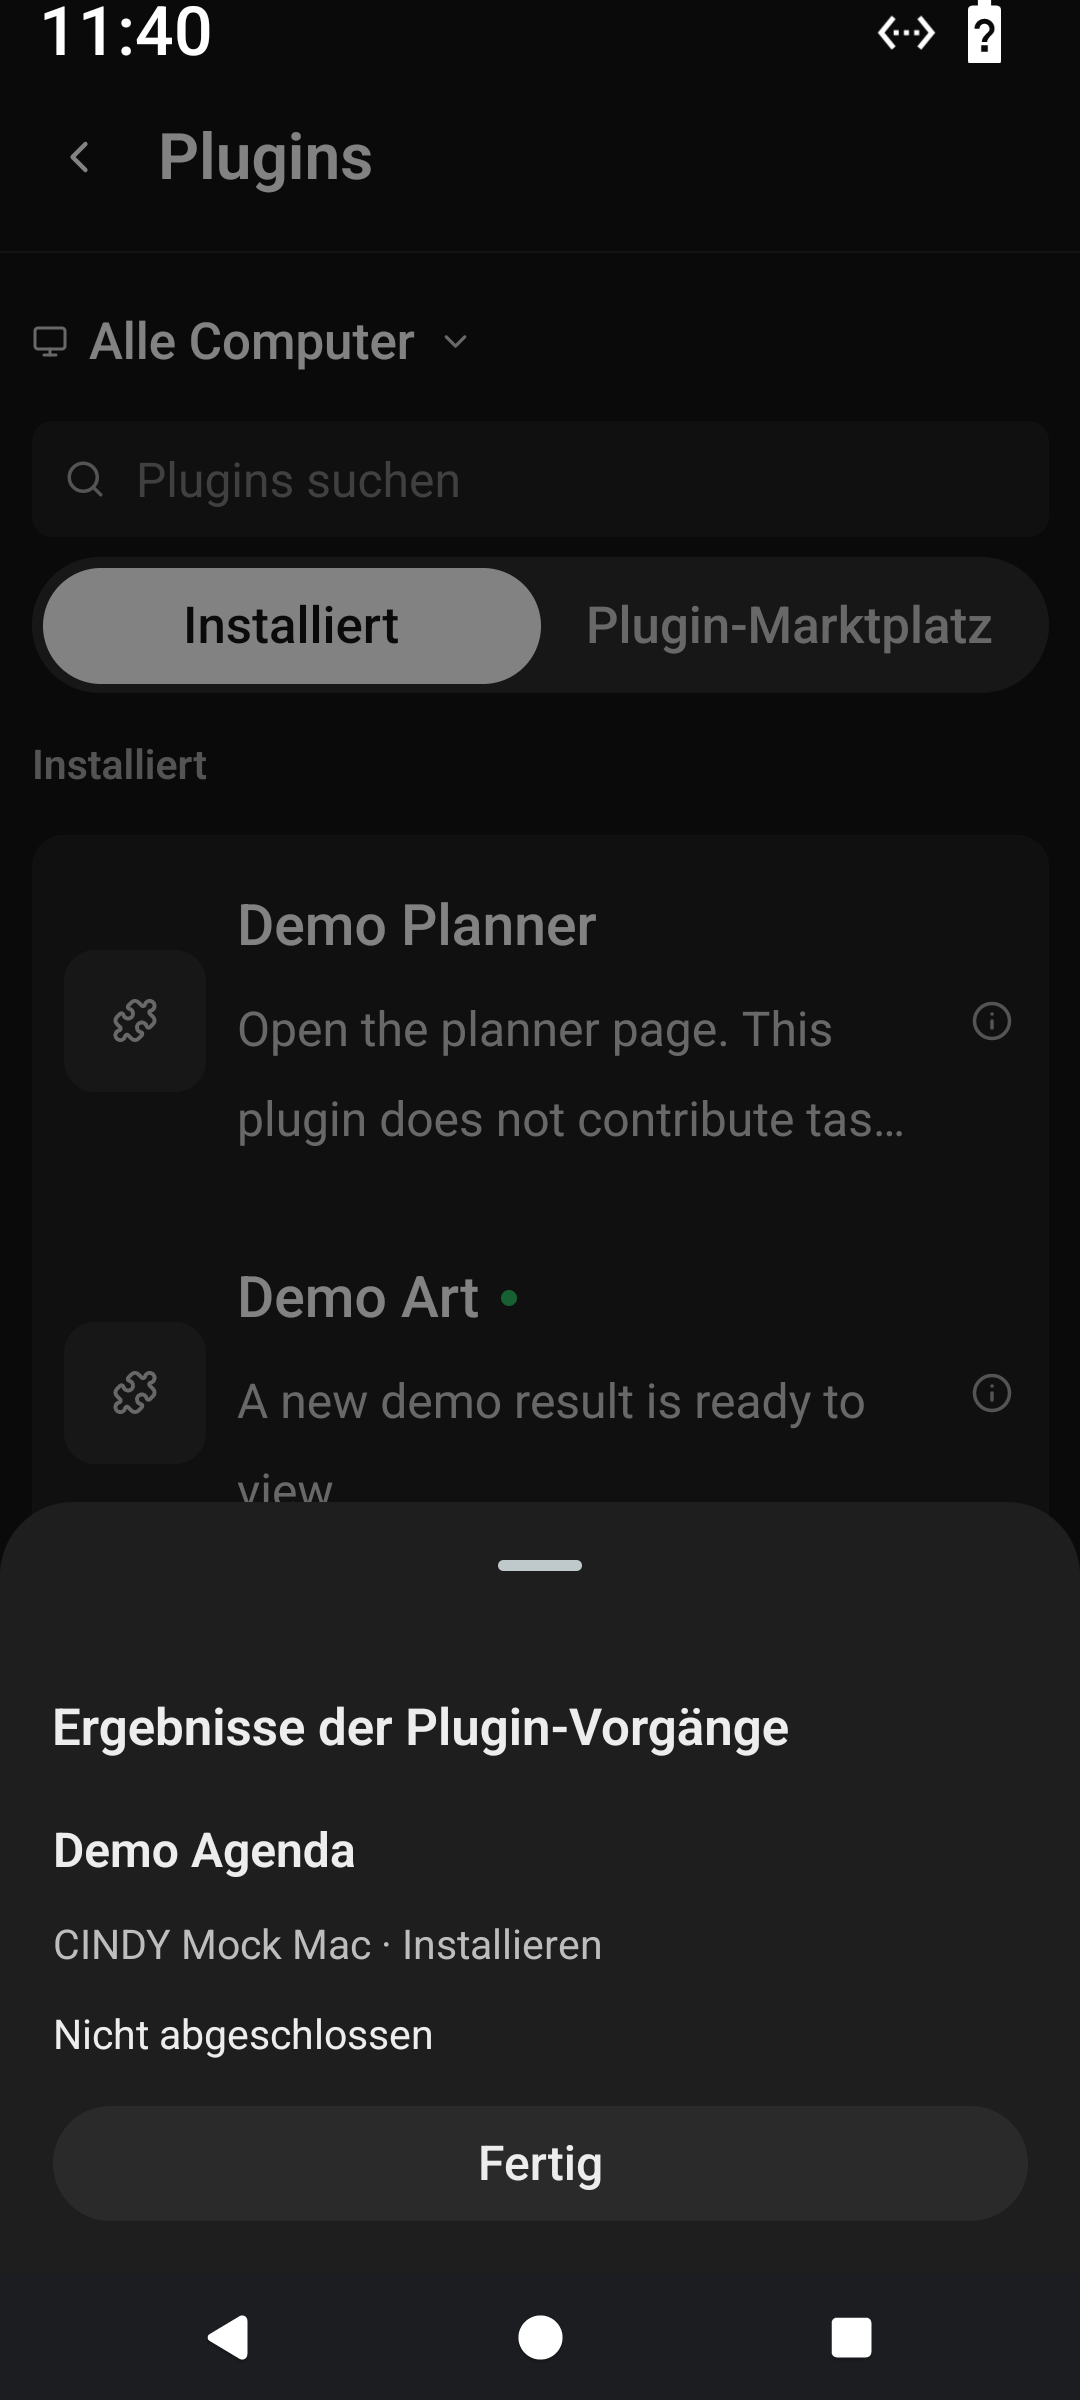 11:40
Plugins
Alle Computer
Plugins suchen
Installiert
Plugin-Marktplatz
Installiert
Demo Planner
Open the planner page. This
plugin does not contribute tas…
Demo Art
A new demo result is ready to
view
Ergebnisse der Plugin-Vorgänge
Demo Agenda
CINDY Mock Mac · Installieren
Nicht abgeschlossen
Fertig